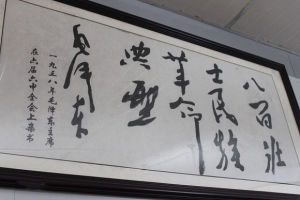 八百壮
士民族
革命
典型
毛泽东
一九三八年毛泽东主席
在六届六中全会上集书